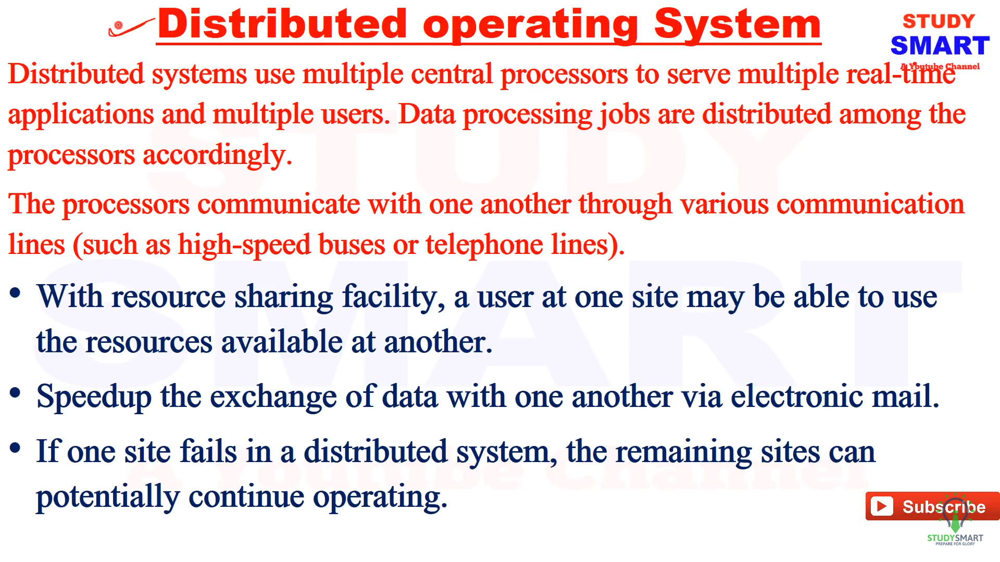 Distributed operating System
STUDY
SMART
A Youtube Channel
Distributed systems use multiple central processors to serve multiple real-time
applications and multiple users. Data processing jobs are distributed among the
processors accordingly.
The processors communicate with one another through various communication
lines (such as high-speed buses or telephone lines).
• With resource sharing facility, a user at one site may be able to use
the resources available at another.
• Speedup the exchange of data with one another via electronic mail.
• If one site fails in a distributed system, the remaining sites can
potentially continue operating.
STUDY
SMART
A Youtube Channel
Subscribe
STUDYSMART
PREPARE FOR GLORY